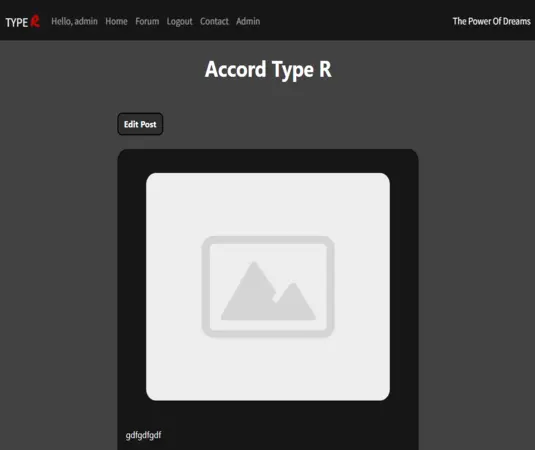 TYPE R Hello, admin Home Forum Logout Contact Admin The Power Of Dreams
Accord Type R
Edit Post
gdfgdfgdf